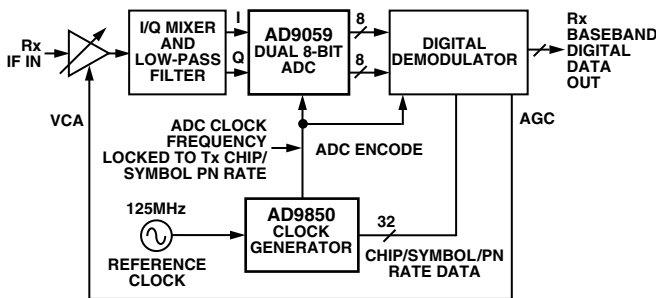 Rx
IF IN
VCA
I/Q MIXER
AND
LOW-PASS
FILTER
I
Q
AD9059
DUAL 8-BIT
ADC
8
8
DIGITAL
DEMODULATOR
Rx
BASEBAND
DIGITAL
DATA
OUT
AGC
ADC CLOCK
FREQUENCY
LOCKED TO Tx CHIP/
SYMBOL PN RATE
ADC ENCODE
125MHz
REFERENCE
CLOCK
AD9850
CLOCK
GENERATOR
32
CHIP/SYMBOL/PN
RATE DATA